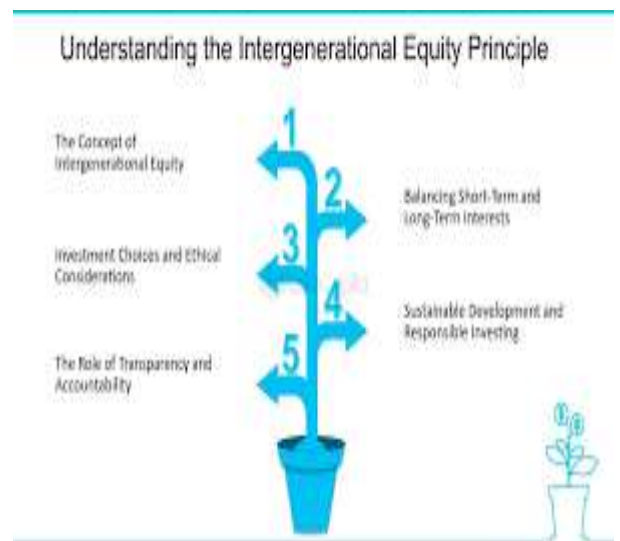 Understanding the Intergenerational Equity Principle
1
The Concept of
Intergenerational Equity
2
Balancing Short-Term and
Long-Term Interests
3
Investment Choices and Ethical
Considerations
4
Sustainable Development and
Responsible Investing
5
The Role of Transparency and
Accountability